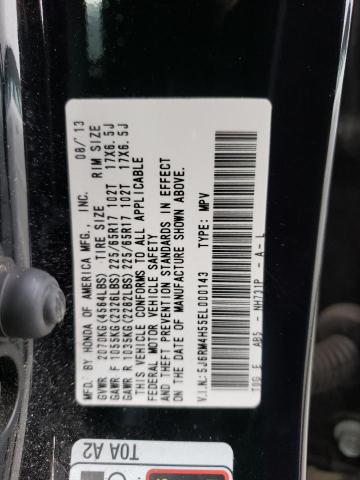 MFD. BY HONDA OF AMERICA MFG., INC. 08/'13
GVWR 2070KG(4564LBS) TIRE SIZE RIM SIZE
GAWR F 1055KG(2326LBS) 225/65R17 102T 17X6.5J
GAWR R 1035KG(2282LBS) 225/65R17 102T 17X6.5J
THIS VEHICLE CONFORMS TO ALL APPLICABLE
FEDERAL MOTOR VEHICLE SAFETY
AND THEFT PREVENTION STANDARDS IN EFFECT
ON THE DATE OF MANUFACTURE SHOWN ABOVE.
V.I.N.: 5J6RM4H55EL000143 TYPE: MPV
T0G E AB5 - NH731P - A - L
T0A A2